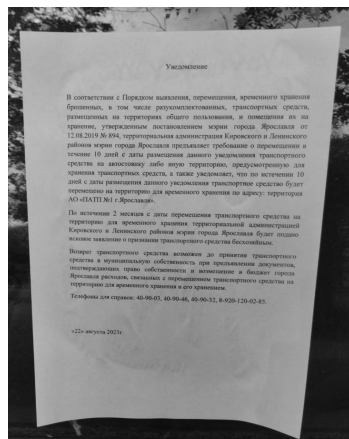 Уведомление
В соответствии с Порядком выявления, перемещения, временного хранения
брошенных, в том числе разукомплектованных, транспортных средств,
размещенных на территориях общего пользования, и помещения их на
хранение, утвержденным постановлением мэрии города Ярославля от
12.08.2019 № 894, территориальная администрация Кировского и Ленинского
районов мэрии города Ярославля предъявляет требование о перемещении в
течение 10 дней с даты размещения данного уведомления транспортного
средства на автостоянку либо иную территорию, предусмотренную для
хранения транспортных средств, а также уведомляет, что по истечении 10
дней с даты размещения данного уведомления транспортное средство будет
перемещено на территорию для временного хранения по адресу: территория
АО «ПАТП №1 г.Ярославля».
По истечении 2 месяцев с даты перемещения транспортного средства на
территорию для временного хранения территориальной администрацией
Кировского и Ленинского районов мэрии города Ярославля будет подано
исковое заявление о признании транспортного средства бесхозяйным.
Возврат транспортного средства возможен до принятия транспортного
средства в муниципальную собственность при предъявлении документов,
подтверждающих право собственности и возмещение в бюджет города
Ярославля расходов, связанных с перемещением транспортного средства на
территорию для временного хранения и его хранением.
Телефоны для справок: 40-90-03, 40-90-46, 40-90-52, 8-920-120-02-85.
«22» августа 2023г